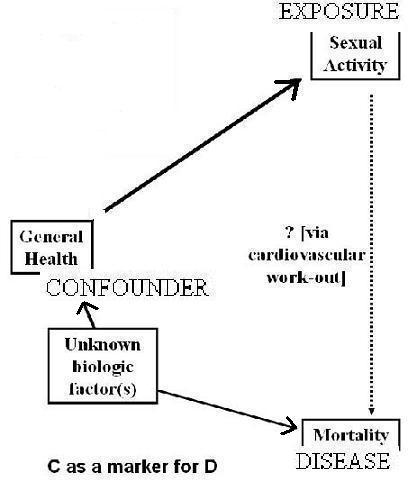 EXPOSURE
Sexual
Activity
General
Health
CONFOUNDER
? [via
cardiovascular
work-out]
Unknown
biologic
factor(s)
Mortality
DISEASE
C as a marker for D